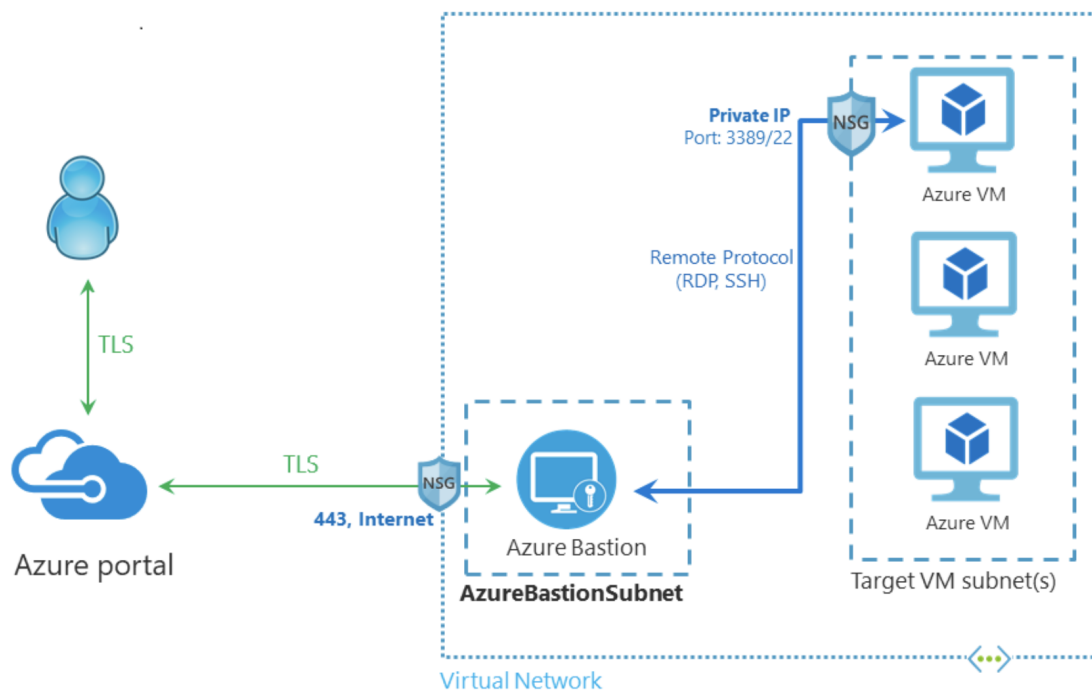 Private IP
Port: 3389/22
NSG
Azure VM
Remote Protocol
(RDP, SSH)
Azure VM
TLS
TLS
NSG
443, Internet
Azure Bastion
Azure VM
Azure portal
AzureBastionSubnet
Target VM subnet(s)
Virtual Network